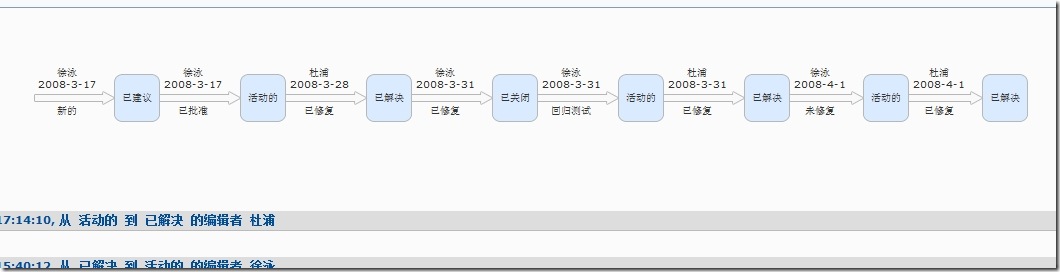 徐泳 徐泳 杜浦 徐泳 徐泳 杜浦 徐泳 杜浦
2008-3-17 2008-3-17 2008-3-28 2008-3-31 2008-3-31 2008-3-31 2008-4-1 2008-4-1
已建议 活动的 已解决 已关闭 活动的 已解决 活动的 已解决
新的 已批准 已修复 已修复 回归测试 已修复 未修复 已修复
17:14:10, 从 活动的 到 已解决 的编辑者 杜浦
15:40:12, 从 已解决 到 活动的 的编辑者 徐泳